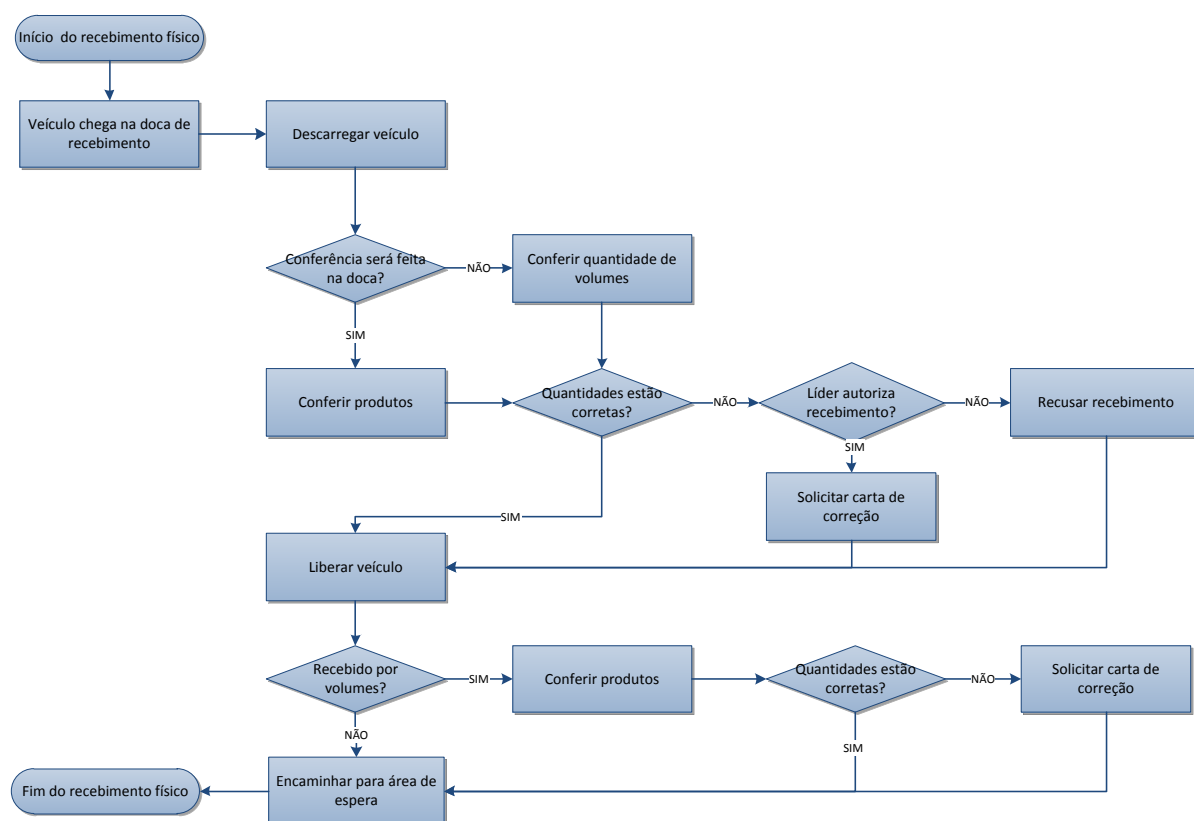 Início  do recebimento físico
Veículo chega na doca de
recebimento
Descarregar veículo
Conferência será feita
na doca?
NÃO
Conferir quantidade de
volumes
SIM
Conferir produtos
Quantidades estão
corretas?
NÃO
Líder autoriza
recebimento?
NÃO
Recusar recebimento
SIM
Solicitar carta de
correção
SIM
Liberar veículo
Recebido por
volumes?
SIM
Conferir produtos
Quantidades estão
corretas?
NÃO
Solicitar carta de
correção
NÃO
SIM
Encaminhar para área de
espera
Fim do recebimento físico